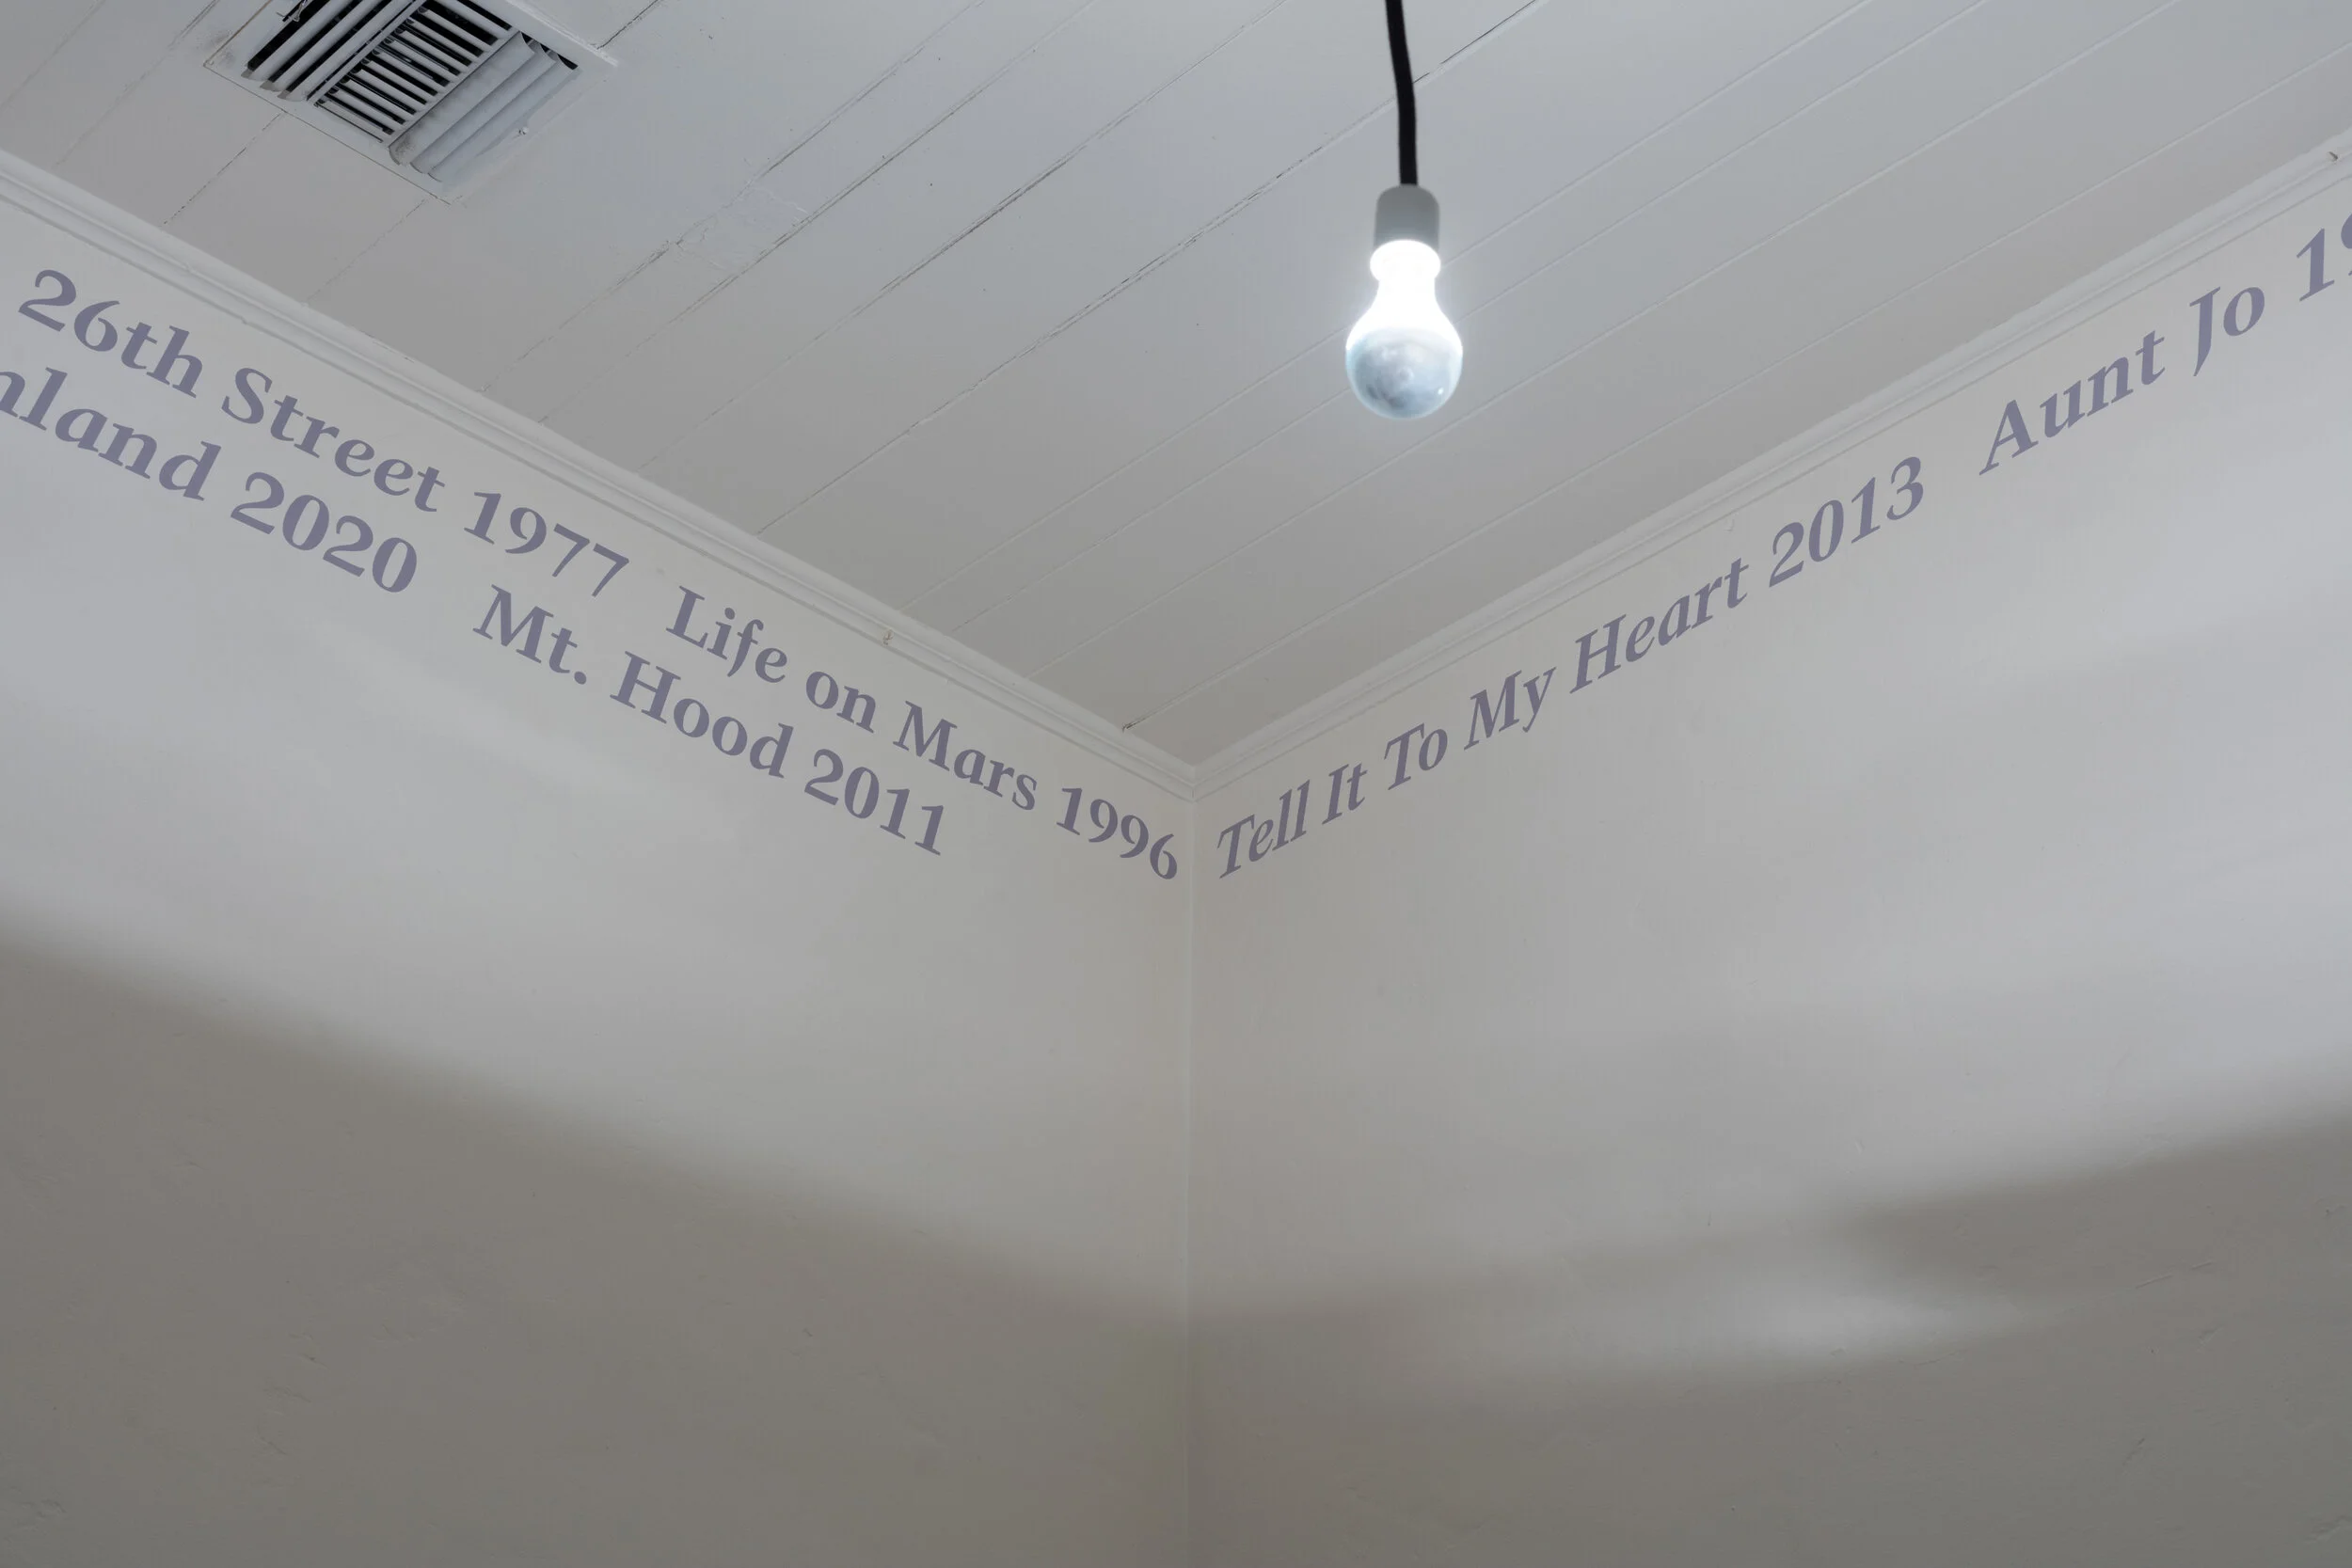 26th Street 1977 Life on Mars 1996
2020 Mt. Hood 2011
Tell It To My Heart 2013 Aunt Jo